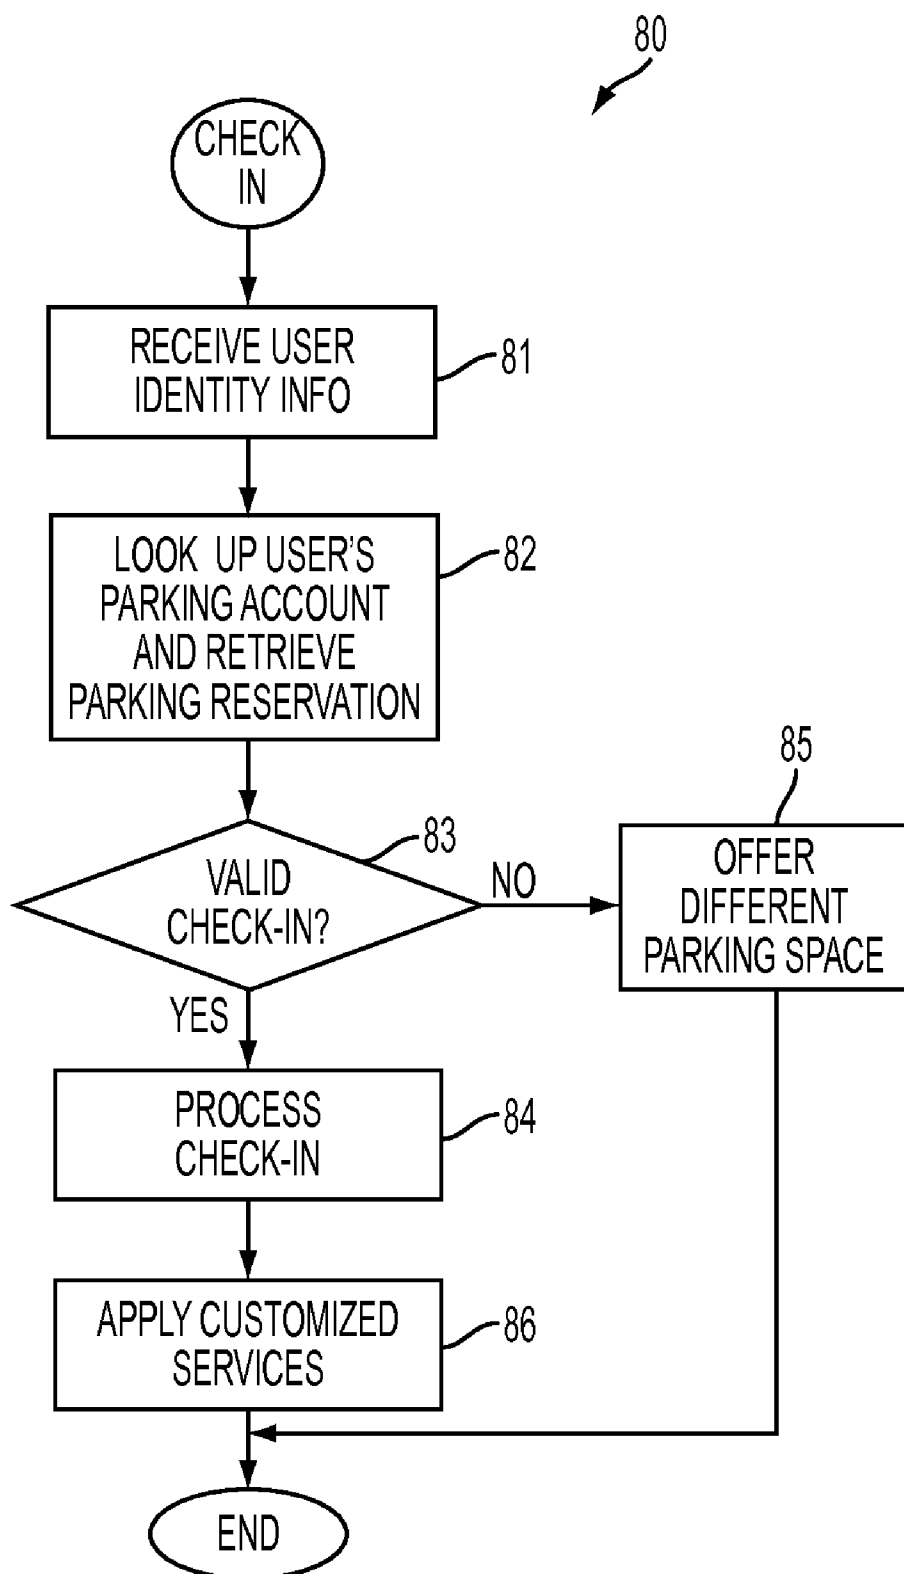 80
CHECK
IN
RECEIVE USER
IDENTITY INFO
81
LOOK UP USER'S
PARKING ACCOUNT
AND RETRIEVE
PARKING RESERVATION
82
VALID
CHECK-IN?
83
NO
85
OFFER
DIFFERENT
PARKING SPACE
YES
PROCESS
CHECK-IN
84
APPLY CUSTOMIZED
SERVICES
86
END